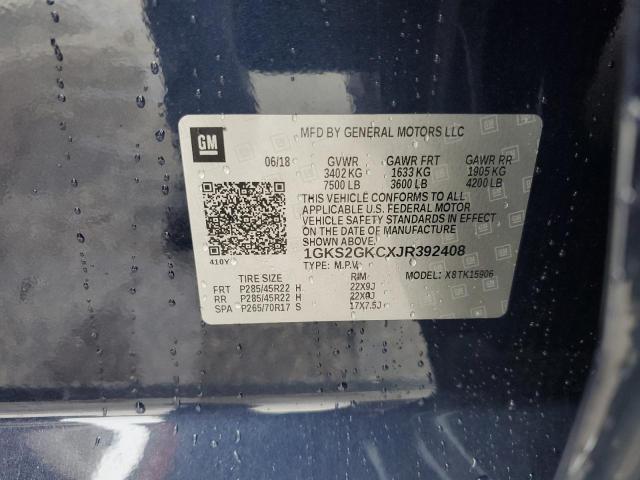 GM
MFD BY GENERAL MOTORS LLC
06/18 GVWR GAWR FRT GAWR RR
3402 KG 1633 KG 1905 KG
7500 LB 3600 LB 4200 LB
THIS VEHICLE CONFORMS TO ALL
APPLICABLE U.S. FEDERAL MOTOR
VEHICLE SAFETY STANDARDS IN EFFECT
ON THE DATE OF MANUFACTURE
SHOWN ABOVE.
410Y
1GKS2GKCXJR392408
TYPE: M.P.V. MODEL: X8TK15906
TIRE SIZE RIM
FRT P285/45R22 H 22X9J
RR P285/45R22 H 22X9J
SPA P265/70R17 S 17X7.5J